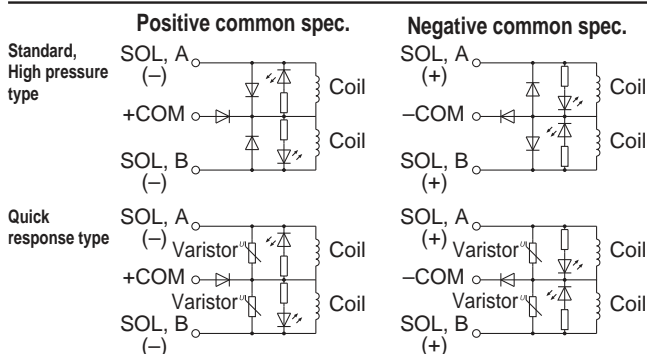 Positive common spec.
Negative common spec.
Standard,
High pressure
type
SOL, A
(–)
+COM
SOL, B
(–)
Coil
Coil
SOL, A
(+)
–COM
SOL, B
(+)
Coil
Coil
Quick
response type
SOL, A
(–)
Varistor
U
+COM
Varistor
U
SOL, B
(–)
Coil
Coil
SOL, A
(+)
Varistor
U
–COM
Varistor
U
SOL, B
(+)
Coil
Coil